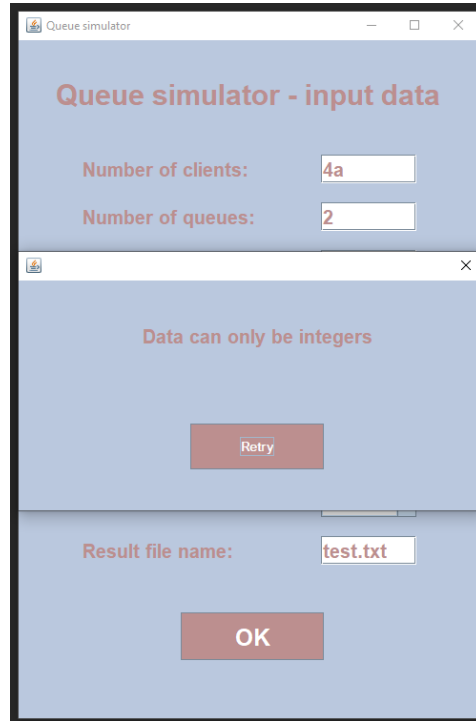 Queue simulator
Queue simulator - input data
Number of clients: 4a
Number of queues: 2
Data can only be integers
Retry
Result file name: test.txt
OK